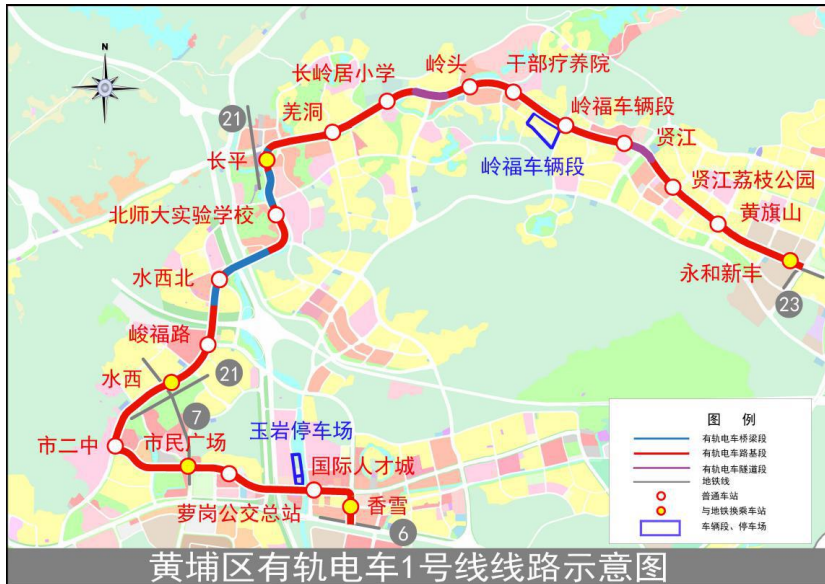 N
长岭居小学
岭头
干部疗养院
羌洞
21
岭福车辆段
长平
贤江
岭福车辆段
贤江荔枝公园
北师大实验学校
黄旗山
水西北
永和新丰
23
峻福路
水西
21
7
市二中
市民广场
玉岩停车场
国际人才城
萝岗公交总站
香雪
6
图 例
有轨电车桥梁段
有轨电车路基段
有轨电车隧道段
地铁线
普通车站
与地铁换乘车站
车辆段、停车场
黄埔区有轨电车1号线线路示意图